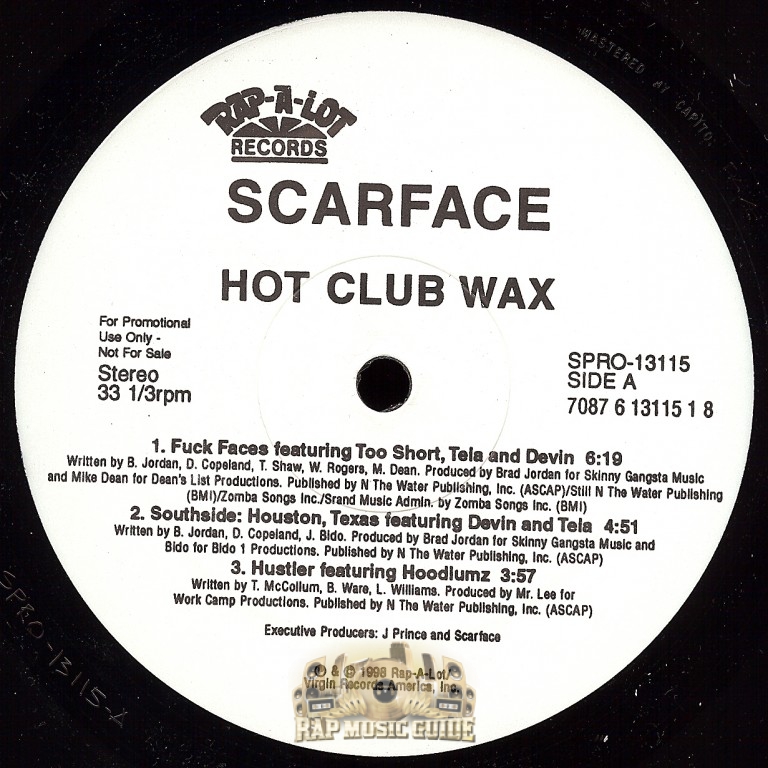 RAP-A-LOT
RECORDS
SCARFACE
HOT CLUB WAX
For Promotional
Use Only -
Not For Sale
Stereo
33 1/3rpm
SPRO-13115
SIDE A
7087 6 13115 1 8
1. Fuck Faces featuring Too Short, Tela and Devin 6:19
Written by B. Jordan, D. Copeland, T. Shaw, W. Rogers, M. Dean. Produced by Brad Jordan for Skinny Gangsta Music
and Mike Dean for Dean's List Productions. Published by N The Water Publishing, Inc. (ASCAP)/Still N The Water Publishing
(BMI)/Zomba Songs Inc./Srand Music Admin. by Zomba Songs Inc. (BMI)
2. Southside: Houston, Texas featuring Devin and Tela 4:51
Written by B. Jordan, D. Copeland, J. Bido. Produced by Brad Jordan for Skinny Gangsta Music and
Bido for Bido 1 Productions. Published by N The Water Publishing, Inc. (ASCAP)
3. Hustler featuring Hoodlumz 3:57
Written by T. McCollum, B. Ware, L. Williams. Produced by Mr. Lee for
Work Camp Productions. Published by N The Water Publishing, Inc. (ASCAP)
Executive Producers: J Prince and Scarface
℗ & © 1998 Rap-A-Lot/
Virgin Records America, Inc.
RAP MUSIC GUIDE
MASTERED AT CAPITOL
SPRO-13115-A